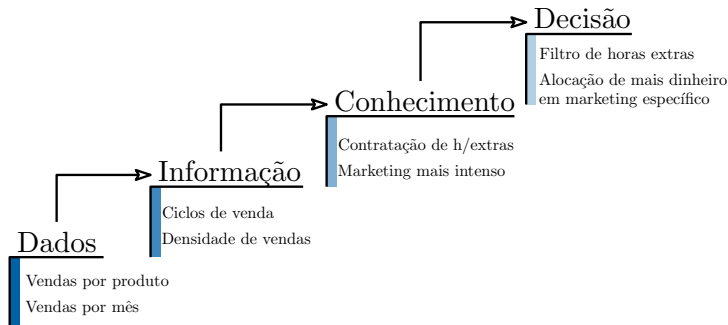 Decisão
Filtro de horas extras
Alocação de mais dinheiro
em marketing específico
Conhecimento
Contratação de h/extras
Marketing mais intenso
Informação
Ciclos de venda
Densidade de vendas
Dados
Vendas por produto
Vendas por mês